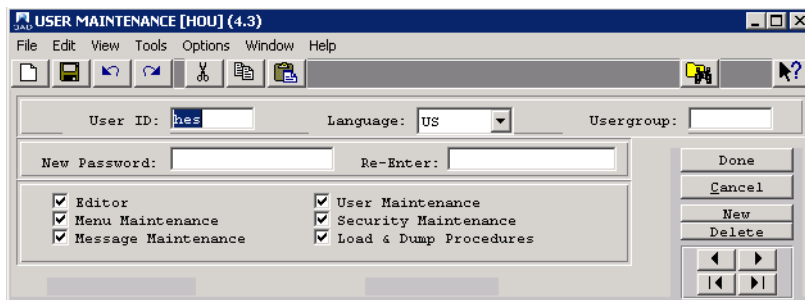 USER MAINTENANCE [HOU] (4.3)
File Edit View Tools Options Window Help
User ID: hes Language: US Usergroup:
New Password: Re-Enter:
Done
Cancel
Editor User Maintenance
Menu Maintenance Security Maintenance
Message Maintenance Load & Dump Procedures
New
Delete